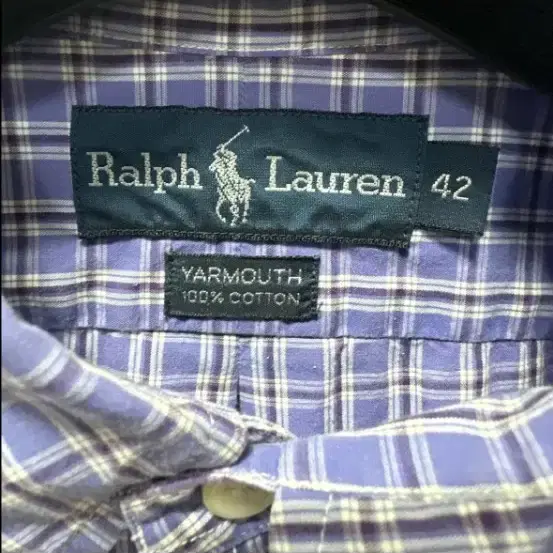 Ralph Lauren 42
YARMOUTH
100% COTTON